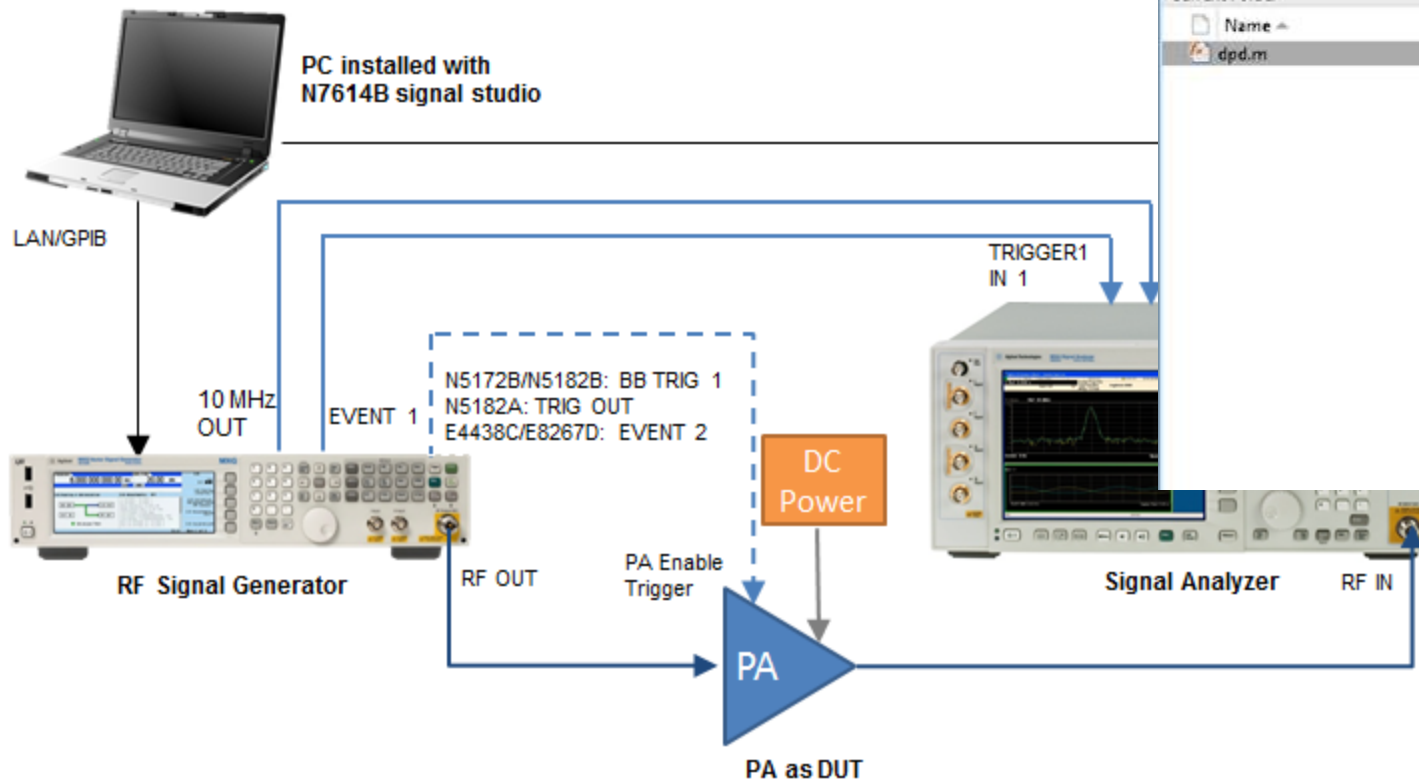 Name
dpd.m
PC installed with
N7614B signal studio
LAN/GPIB
TRIGGER1
IN 1
10 MHz
OUT
EVENT 1
N5172B/N5182B: BB TRIG 1
N5182A: TRIG OUT
E4438C/E8267D: EVENT 2
DC
Power
RF Signal Generator
RF OUT
PA Enable
Trigger
Signal Analyzer
RF IN
PA
PA as DUT